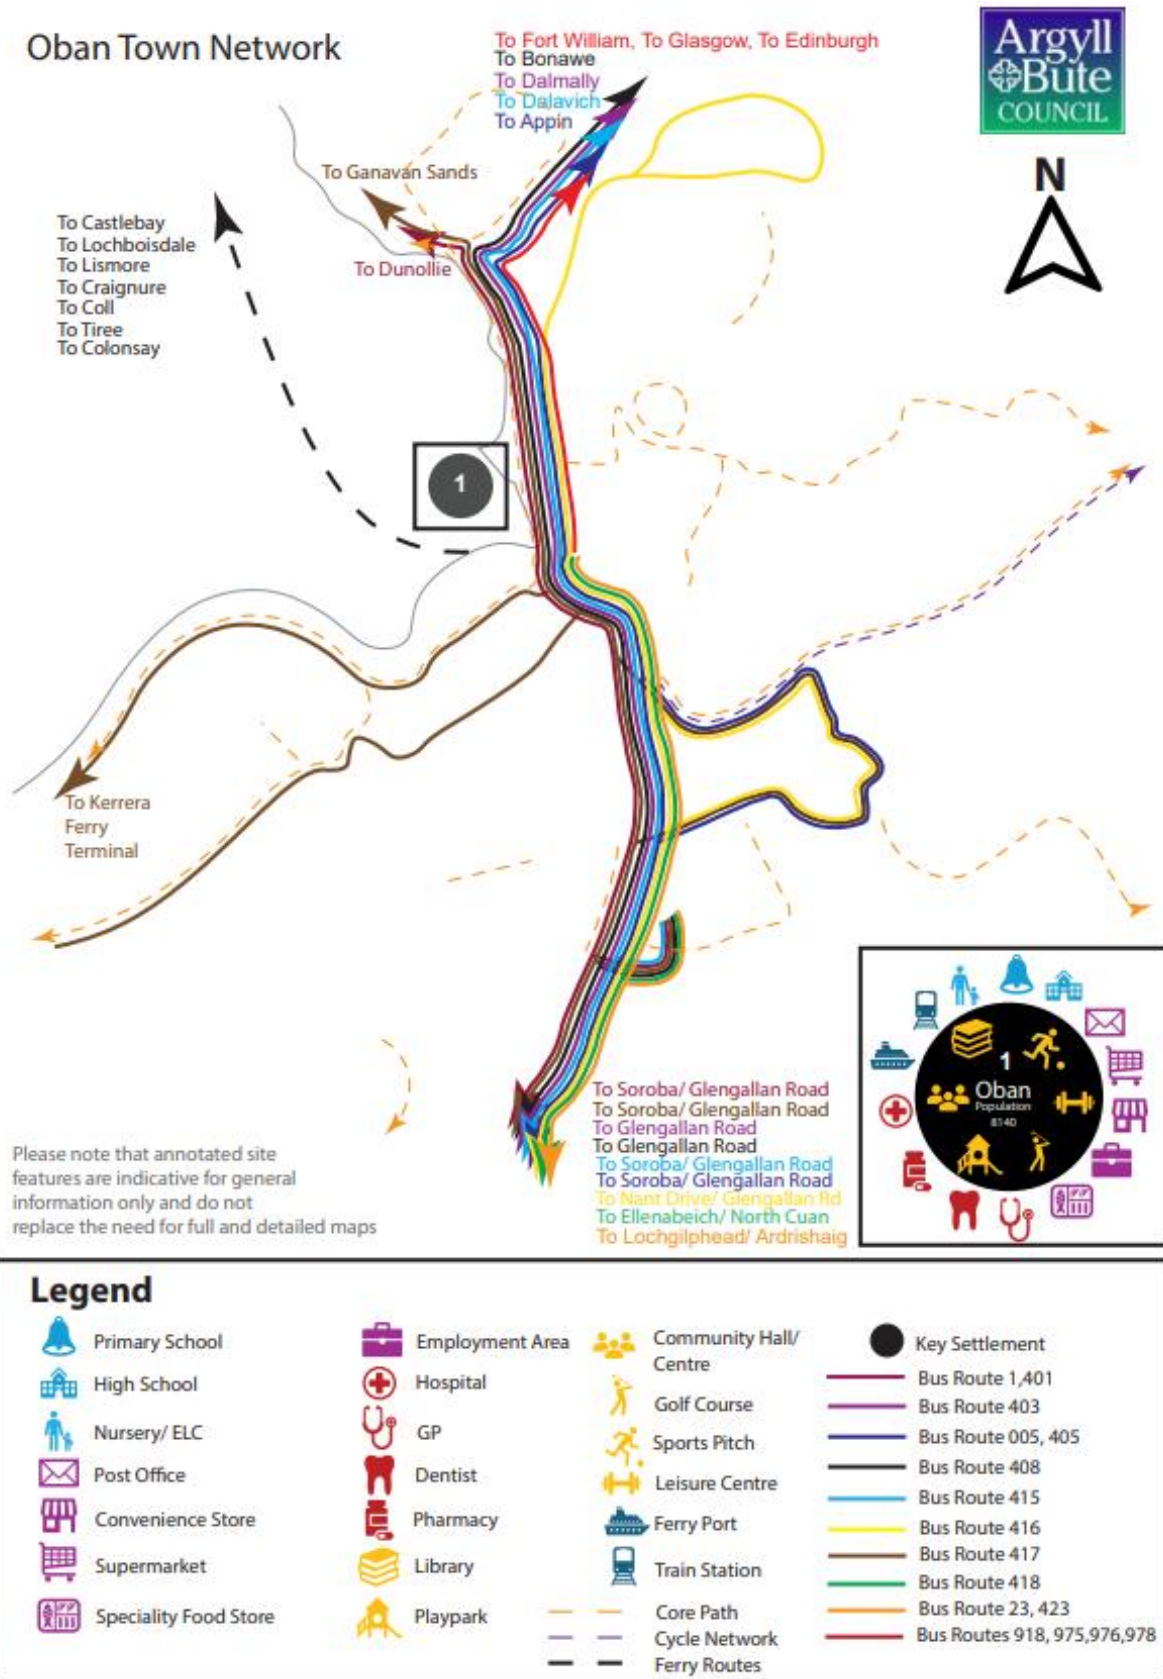 Oban Town Network
To Fort William, To Glasgow, To Edinburgh
To Bonawe
To Dalmally
To Dalavich
To Appin
Argyll
&Bute
COUNCIL
N
To Ganavan Sands
To Castlebay
To Lochboisdale
To Lismore
To Craignure
To Coll
To Tiree
To Colonsay
To Dunollie
1
To Kerrera
Ferry
Terminal
To Soroba/ Glengallan Road
To Soroba/ Glengallan Road
To Glengallan Road
To Glengallan Road
To Soroba/ Glengallan Road
To Soroba/ Glengallan Road
To Nant Drive/ Glengallan Rd
To Ellenabeich/ North Cuan
To Lochgilphead/ Ardrishaig
1
Oban
Population
8140
Please note that annotated site
features are indicative for general
information only and do not
replace the need for full and detailed maps
Legend
Primary School
High School
Nursery/ ELC
Post Office
Convenience Store
Supermarket
Speciality Food Store
Employment Area
Hospital
GP
Dentist
Pharmacy
Library
Playpark
Community Hall/
Centre
Golf Course
Sports Pitch
Leisure Centre
Ferry Port
Train Station
Core Path
Cycle Network
Ferry Routes
Key Settlement
Bus Route 1,401
Bus Route 403
Bus Route 005, 405
Bus Route 408
Bus Route 415
Bus Route 416
Bus Route 417
Bus Route 418
Bus Route 23, 423
Bus Routes 918, 975,976,978